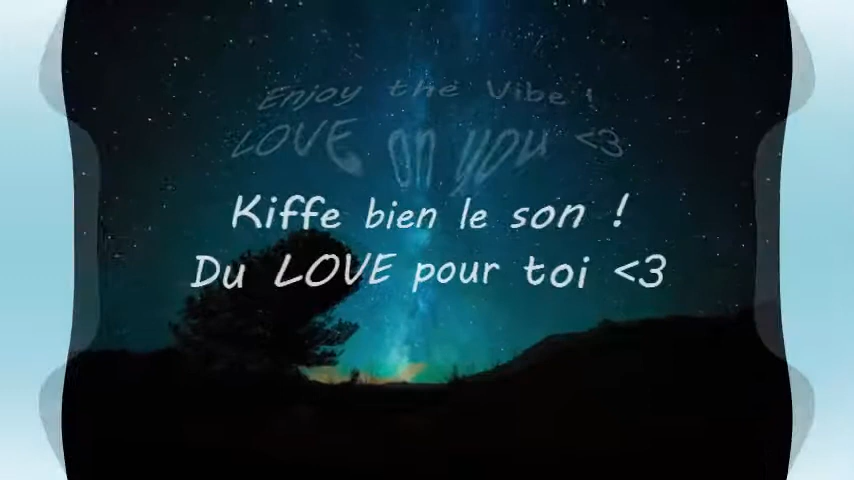 Enjoy the Vibe !
LOVE on you <3
Kiffe bien le son !
Du LOVE pour toi <3